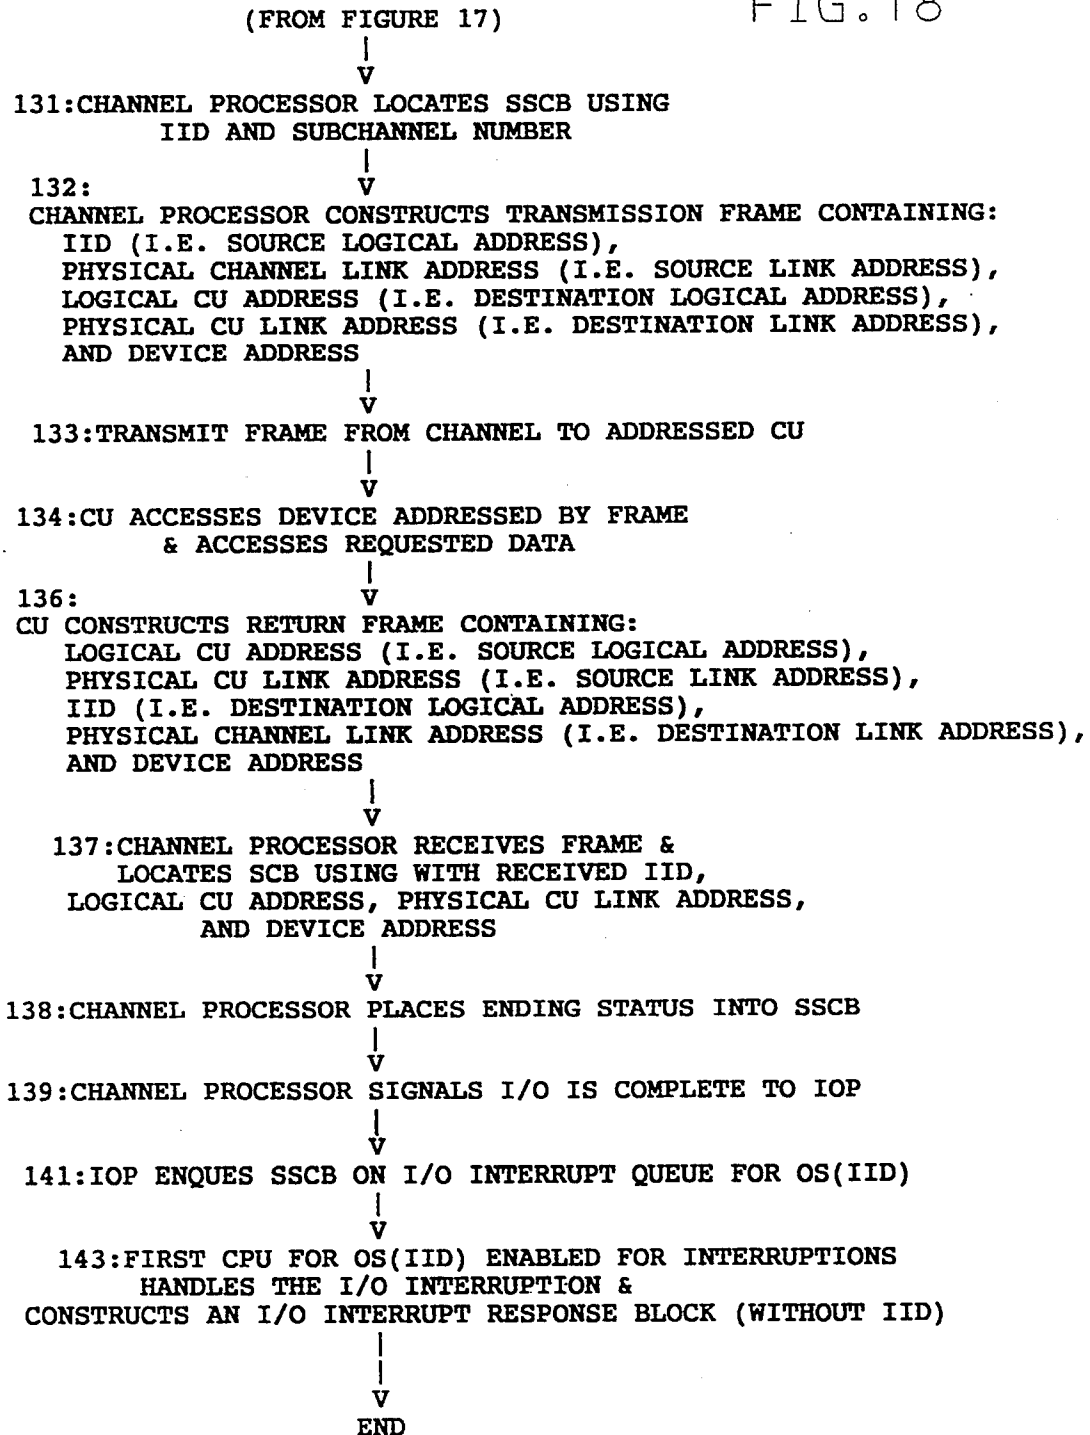 FIG. 18
(FROM FIGURE 17)
|
V
131:CHANNEL PROCESSOR LOCATES SSCB USING
IID AND SUBCHANNEL NUMBER
|
V
132:
CHANNEL PROCESSOR CONSTRUCTS TRANSMISSION FRAME CONTAINING:
IID (I.E. SOURCE LOGICAL ADDRESS),
PHYSICAL CHANNEL LINK ADDRESS (I.E. SOURCE LINK ADDRESS),
LOGICAL CU ADDRESS (I.E. DESTINATION LOGICAL ADDRESS),
PHYSICAL CU LINK ADDRESS (I.E. DESTINATION LINK ADDRESS),
AND DEVICE ADDRESS
|
V
133:TRANSMIT FRAME FROM CHANNEL TO ADDRESSED CU
|
V
134:CU ACCESSES DEVICE ADDRESSED BY FRAME
& ACCESSES REQUESTED DATA
|
V
136:
CU CONSTRUCTS RETURN FRAME CONTAINING:
LOGICAL CU ADDRESS (I.E. SOURCE LOGICAL ADDRESS),
PHYSICAL CU LINK ADDRESS (I.E. SOURCE LINK ADDRESS),
IID (I.E. DESTINATION LOGICAL ADDRESS),
PHYSICAL CHANNEL LINK ADDRESS (I.E. DESTINATION LINK ADDRESS),
AND DEVICE ADDRESS
|
V
137:CHANNEL PROCESSOR RECEIVES FRAME &
LOCATES SCB USING WITH RECEIVED IID,
LOGICAL CU ADDRESS, PHYSICAL CU LINK ADDRESS,
AND DEVICE ADDRESS
|
V
138:CHANNEL PROCESSOR PLACES ENDING STATUS INTO SSCB
|
V
139:CHANNEL PROCESSOR SIGNALS I/O IS COMPLETE TO IOP
|
V
141:IOP ENQUES SSCB ON I/O INTERRUPT QUEUE FOR OS(IID)
|
V
143:FIRST CPU FOR OS(IID) ENABLED FOR INTERRUPTIONS
HANDLES THE I/O INTERRUPTION &
CONSTRUCTS AN I/O INTERRUPT RESPONSE BLOCK (WITHOUT IID)
|
|
V
END